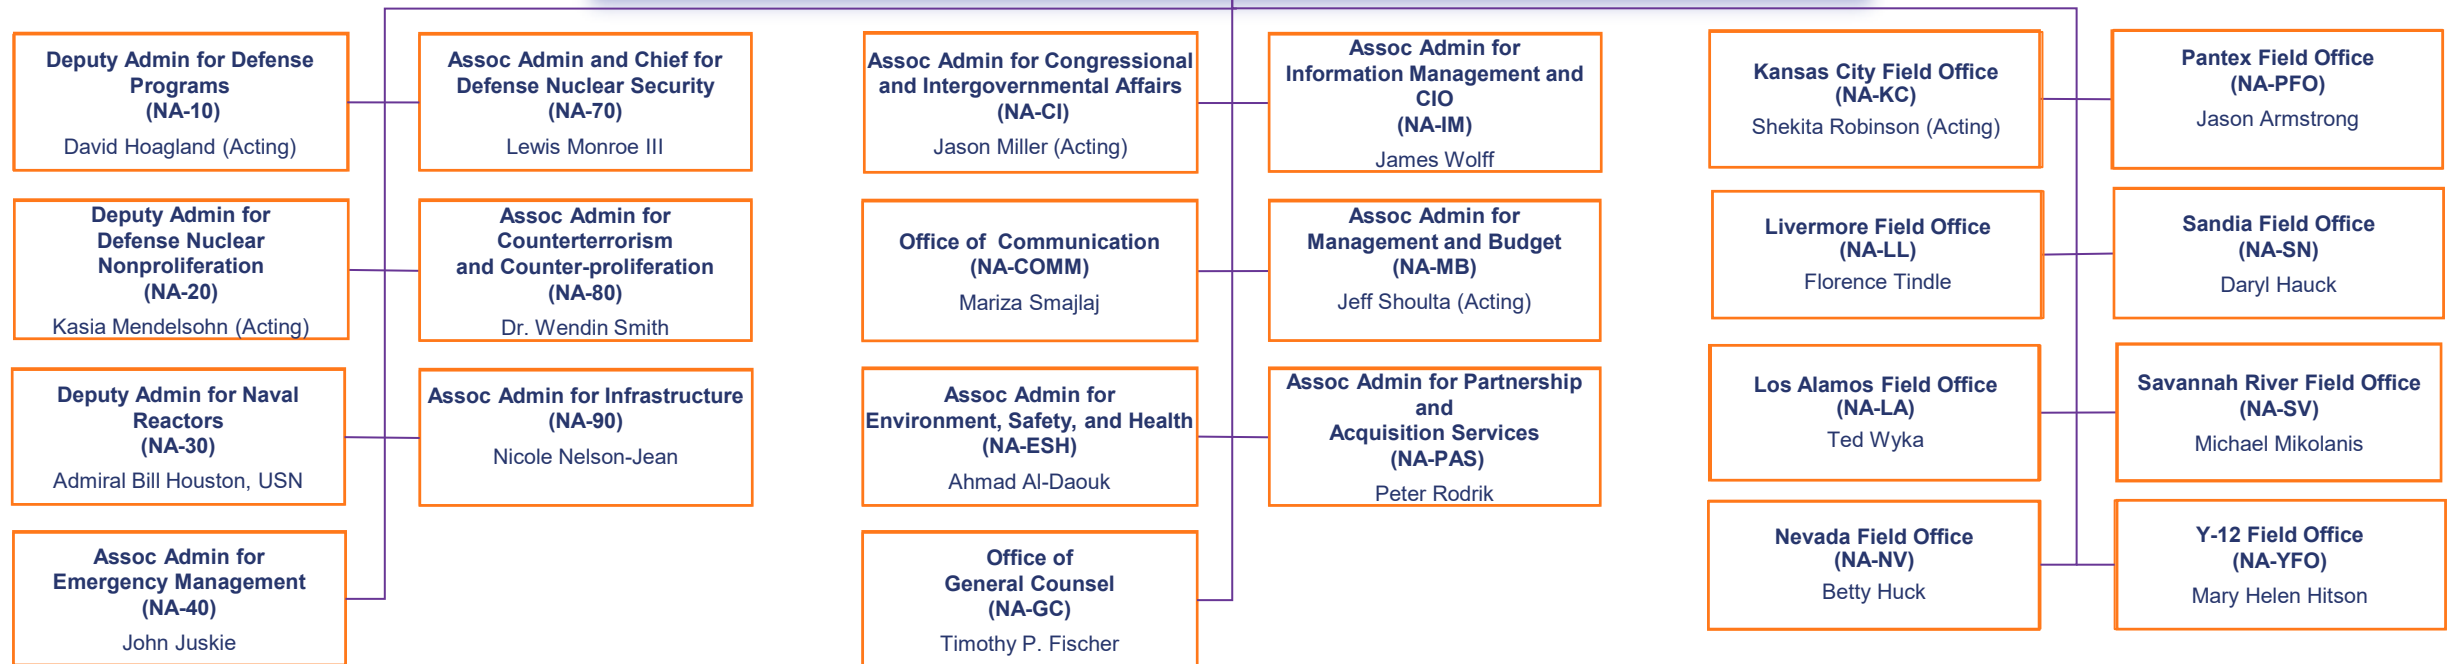 Deputy Admin for Defense
Programs
(NA-10)
David Hoagland (Acting)
Assoc Admin and Chief for
Defense Nuclear Security
(NA-70)
Lewis Monroe III
Deputy Admin for
Defense Nuclear
Nonproliferation
(NA-20)
Kasia Mendelsohn (Acting)
Assoc Admin for
Counterterrorism
and Counter-proliferation
(NA-80)
Dr. Wendin Smith
Deputy Admin for Naval
Reactors
(NA-30)
Admiral Bill Houston, USN
Assoc Admin for Infrastructure
(NA-90)
Nicole Nelson-Jean
Assoc Admin for
Emergency Management
(NA-40)
John Juskie
Assoc Admin for Congressional
and Intergovernmental Affairs
(NA-CI)
Jason Miller (Acting)
Assoc Admin for
Information Management and
CIO
(NA-IM)
James Wolff
Office of Communication
(NA-COMM)
Mariza Smajlaj
Assoc Admin for
Management and Budget
(NA-MB)
Jeff Shoulta (Acting)
Assoc Admin for
Environment, Safety, and Health
(NA-ESH)
Ahmad Al-Daouk
Assoc Admin for Partnership
and
Acquisition Services
(NA-PAS)
Peter Rodrik
Office of
General Counsel
(NA-GC)
Timothy P. Fischer
Kansas City Field Office
(NA-KC)
Shekita Robinson (Acting)
Pantex Field Office
(NA-PFO)
Jason Armstrong
Livermore Field Office
(NA-LL)
Florence Tindle
Sandia Field Office
(NA-SN)
Daryl Hauck
Los Alamos Field Office
(NA-LA)
Ted Wyka
Savannah River Field Office
(NA-SV)
Michael Mikolanis
Nevada Field Office
(NA-NV)
Betty Huck
Y-12 Field Office
(NA-YFO)
Mary Helen Hitson